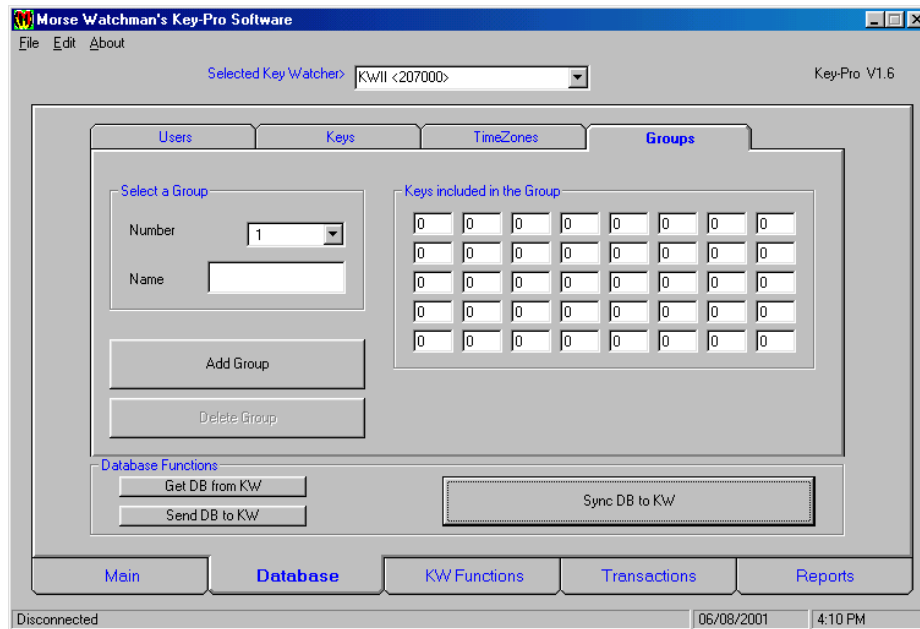 Morse Watchman's Key-Pro Software
File Edit About
Selected Key Watcher> KWII <207000> Key-Pro V1.6
Users Keys TimeZones Groups
Select a Group Keys included in the Group
Number 1
Name
0 0 0 0 0 0 0 0
0 0 0 0 0 0 0 0
0 0 0 0 0 0 0 0
0 0 0 0 0 0 0 0
0 0 0 0 0 0 0 0
Add Group
Delete Group
Database Functions
Get DB from KW
Send DB to KW
Sync DB to KW
Main Database KW Functions Transactions Reports
Disconnected 06/08/2001 4:10 PM